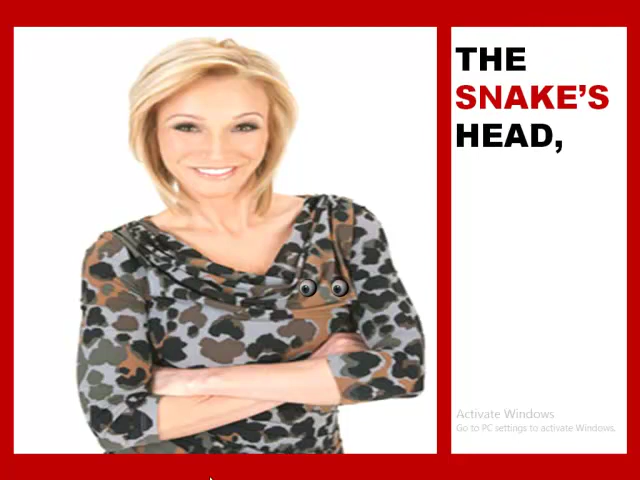 THE
SNAKE’S
HEAD,
Activate Windows
Go to PC settings to activate Windows.